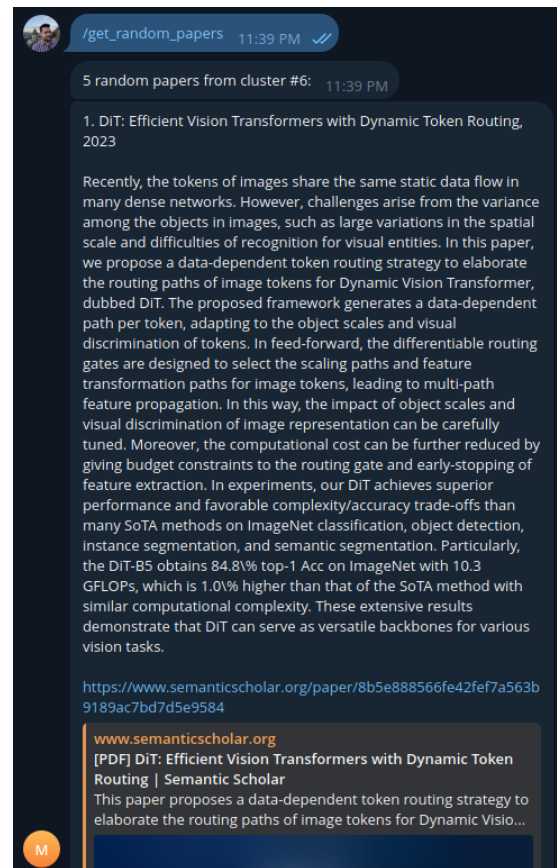 /get_random_papers 11:39 PM
5 random papers from cluster #6: 11:39 PM
1. DiT: Efficient Vision Transformers with Dynamic Token Routing,
2023
Recently, the tokens of images share the same static data flow in
many dense networks. However, challenges arise from the variance
among the objects in images, such as large variations in the spatial
scale and difficulties of recognition for visual entities. In this paper,
we propose a data-dependent token routing strategy to elaborate
the routing paths of image tokens for Dynamic Vision Transformer,
dubbed DiT. The proposed framework generates a data-dependent
path per token, adapting to the object scales and visual
discrimination of tokens. In feed-forward, the differentiable routing
gates are designed to select the scaling paths and feature
transformation paths for image tokens, leading to multi-path
feature propagation. In this way, the impact of object scales and
visual discrimination of image representation can be carefully
tuned. Moreover, the computational cost can be further reduced by
giving budget constraints to the routing gate and early-stopping of
feature extraction. In experiments, our DiT achieves superior
performance and favorable complexity/accuracy trade-offs than
many SoTA methods on ImageNet classification, object detection,
instance segmentation, and semantic segmentation. Particularly,
the DiT-B5 obtains 84.8\% top-1 Acc on ImageNet with 10.3
GFLOPs, which is 1.0\% higher than that of the SoTA method with
similar computational complexity. These extensive results
demonstrate that DiT can serve as versatile backbones for various
vision tasks.
https://www.semanticscholar.org/paper/8b5e888566fe42fef7a563b
9189ac7bd7d5e9584
www.semanticscholar.org
[PDF] DiT: Efficient Vision Transformers with Dynamic Token
Routing | Semantic Scholar
This paper proposes a data-dependent token routing strategy to
elaborate the routing paths of image tokens for Dynamic Visio...
M